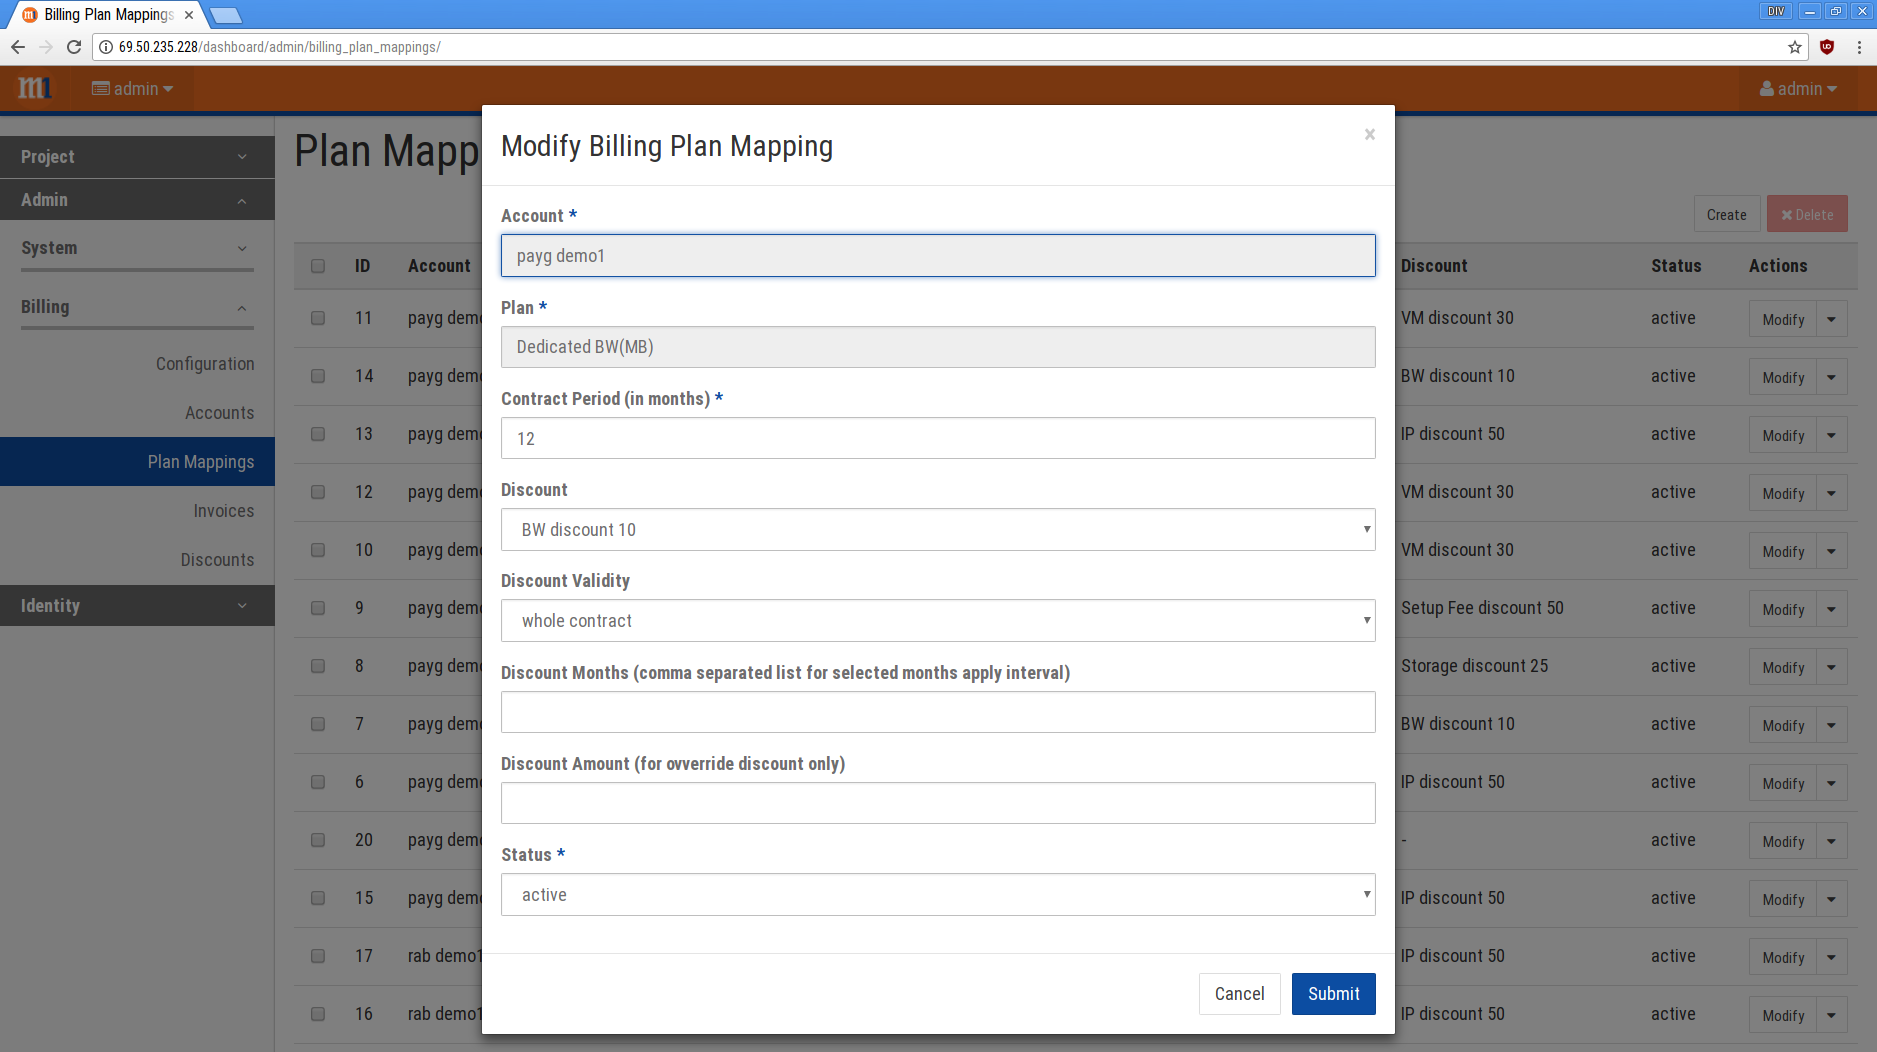 Billing Plan Mappings
DIV
69.50.235.228/dashboard/admin/billing_plan_mappings/
m1
admin
admin
Project
Admin
System
Billing
Configuration
Accounts
Plan Mappings
Invoices
Discounts
Identity
Plan Mapp
Create
Delete
ID Account Discount Status Actions
11 payg dem VM discount 30 active Modify
14 payg dem BW discount 10 active Modify
13 payg dem IP discount 50 active Modify
12 payg dem VM discount 30 active Modify
10 payg dem VM discount 30 active Modify
9 payg dem Setup Fee discount 50 active Modify
8 payg dem Storage discount 25 active Modify
7 payg dem BW discount 10 active Modify
6 payg dem IP discount 50 active Modify
20 payg dem - active Modify
15 payg dem IP discount 50 active Modify
17 rab demo1 IP discount 50 active Modify
16 rab demo1 IP discount 50 active Modify
Modify Billing Plan Mapping
×
Account *
payg demo1
Plan *
Dedicated BW(MB)
Contract Period (in months) *
12
Discount
BW discount 10
Discount Validity
whole contract
Discount Months (comma separated list for selected months apply interval)
Discount Amount (for ovverride discount only)
Status *
active
Cancel
Submit